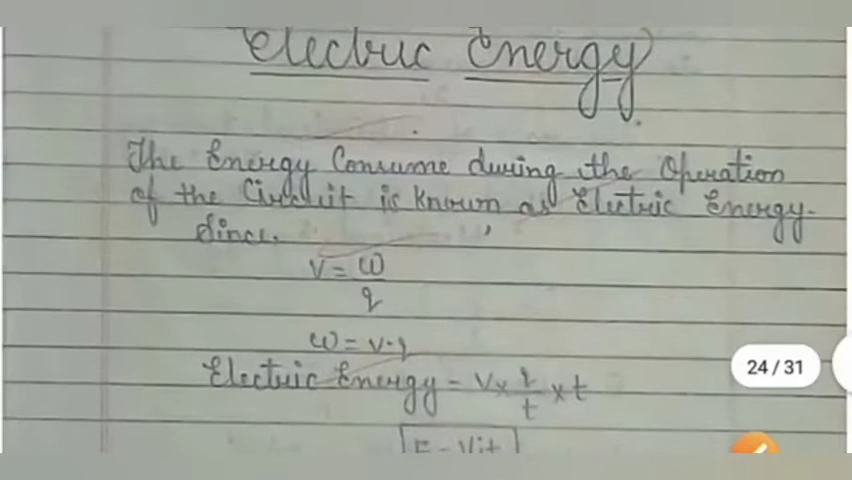 Electric Energy
The Energy Consume during the Operation
of the Circuit is known as Electric Energy.
Since.
V = W
q
W = V·q
24 / 31
Electric Energy - V x q/t x t
E - Vit